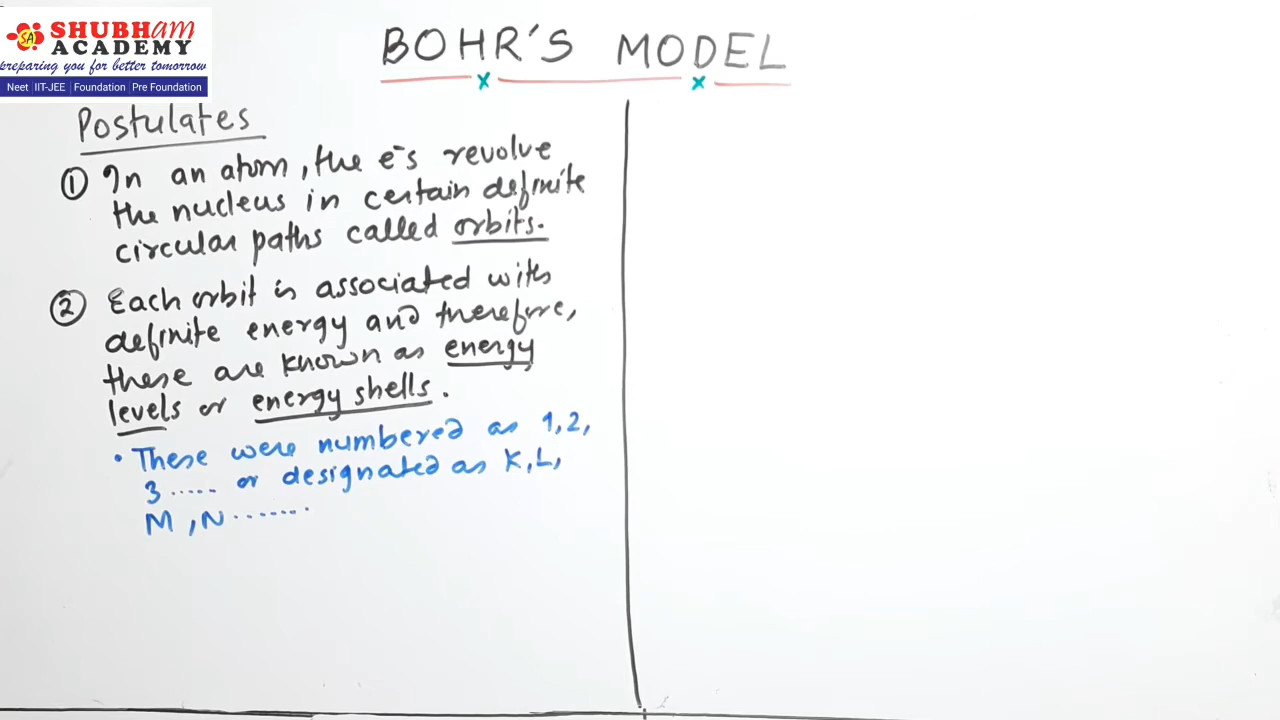 SHUBHAM
ACADEMY
preparing you for better tomorrow
Neet | IIT-JEE | Foundation | Pre Foundation
SA
BOHR'S MODEL
Postulates
① In an atom, the e⁻s revolve
the nucleus in certain definite
circular paths called orbits.
② Each orbit is associated with
definite energy and therefore,
these are known as energy
levels or energy shells.
• These were numbered as 1,2,
3 ..... or designated as K,L,
M ,N .......